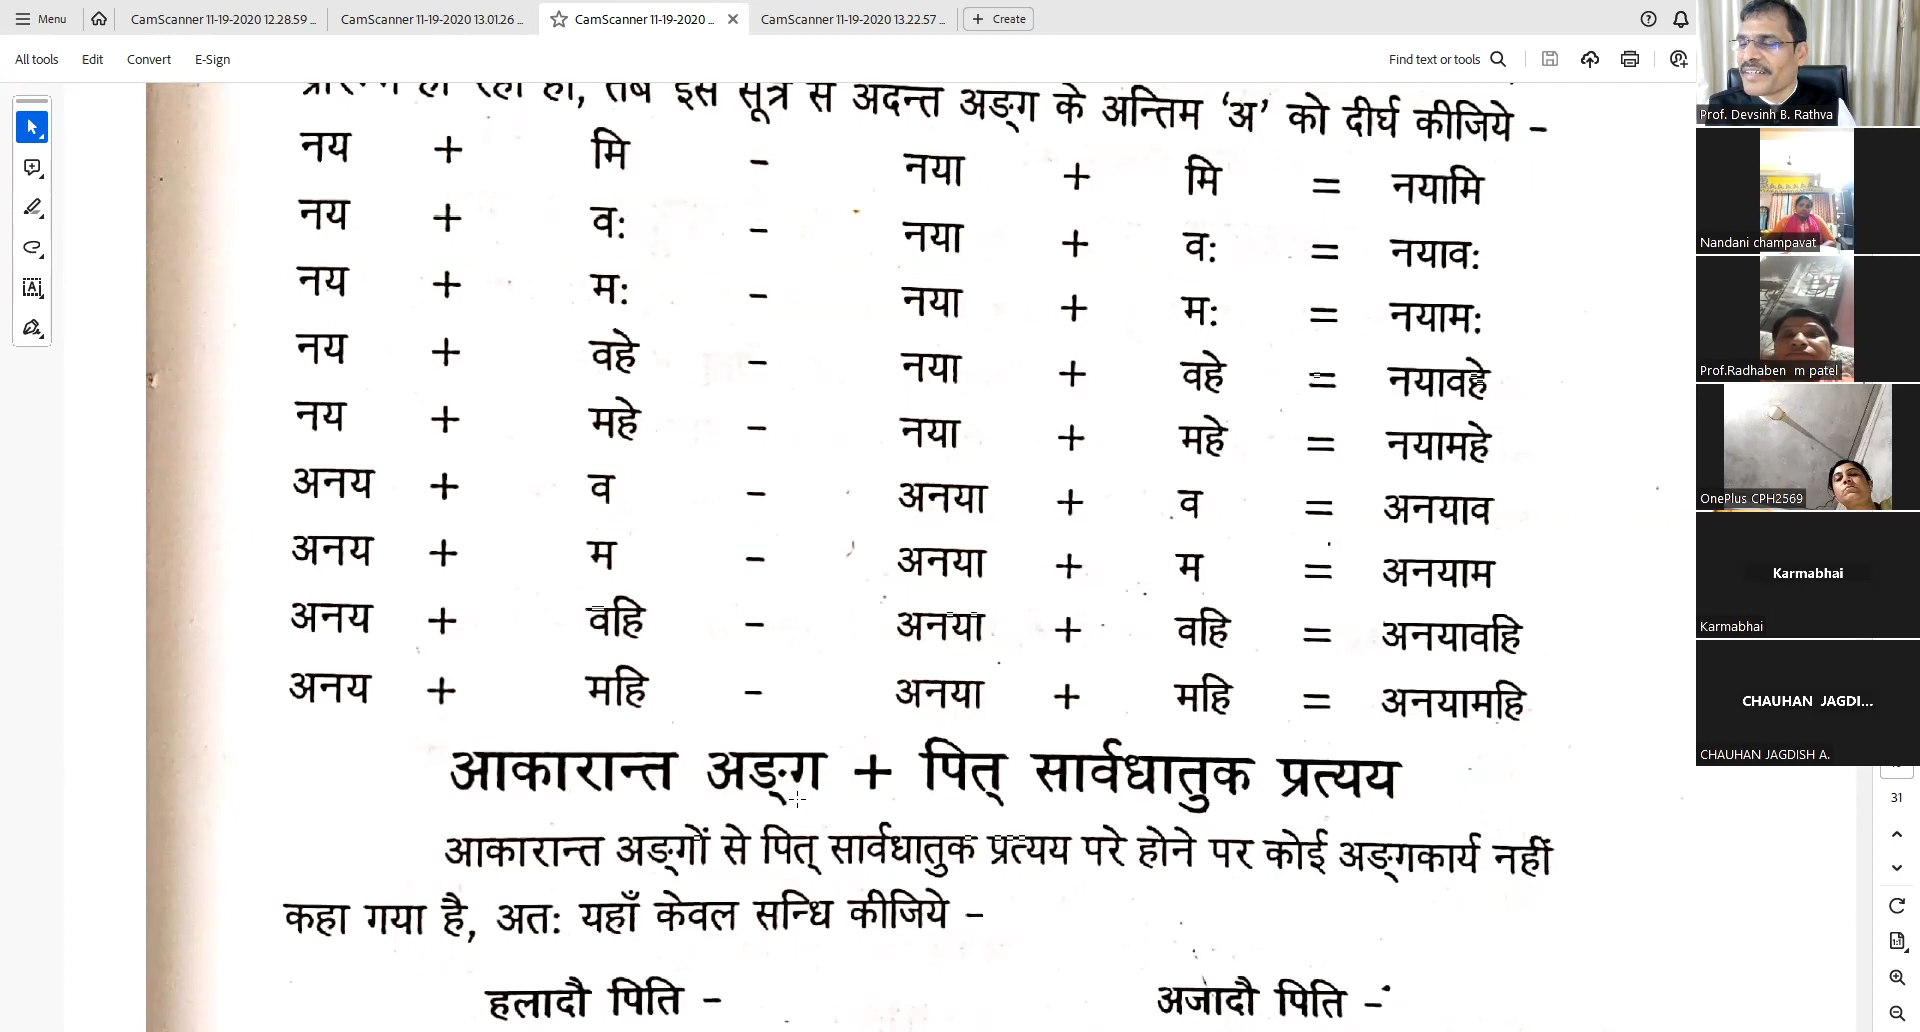 Menu CamScanner 11-19-2020 12.28.59 ... CamScanner 11-19-2020 13.01.26 ... CamScanner 11-19-2020 ... CamScanner 11-19-2020 13.22.57 ... + Create
All tools Edit Convert E-Sign Find text or tools
हो, तब इस सूत्र से अदन्त अङ्ग के अन्तिम ‘अ’ को दीर्घ कीजिये –
नय + मि – नया + मि = नयामि
नय + वः – नया + वः = नयावः
नय + मः – नया + मः = नयामः
नय + वहे – नया + वहे = नयावहे
नय + महे – नया + महे = नयामहे
अनय + व – अनया + व = अनयाव
अनय + म – अनया + म = अनयाम
अनय + वहि – अनया + वहि = अनयावहि
अनय + महि – अनया + महि = अनयामहि
आकारान्त अङ्ग + पित् सार्वधातुक प्रत्यय
आकारान्त अङ्गों से पित् सार्वधातुक प्रत्यय परे होने पर कोई अङ्गकार्य नहीं
कहा गया है, अतः यहाँ केवल सन्धि कीजिये –
हलादौ पिति – अजादौ पिति –
Prof. Devsinh B. Rathva
Nandani champavat
Prof.Radhaben m patel
OnePlus CPH2569
Karmabhai
Karmabhai
CHAUHAN JAGDI...
CHAUHAN JAGDISH A.
31